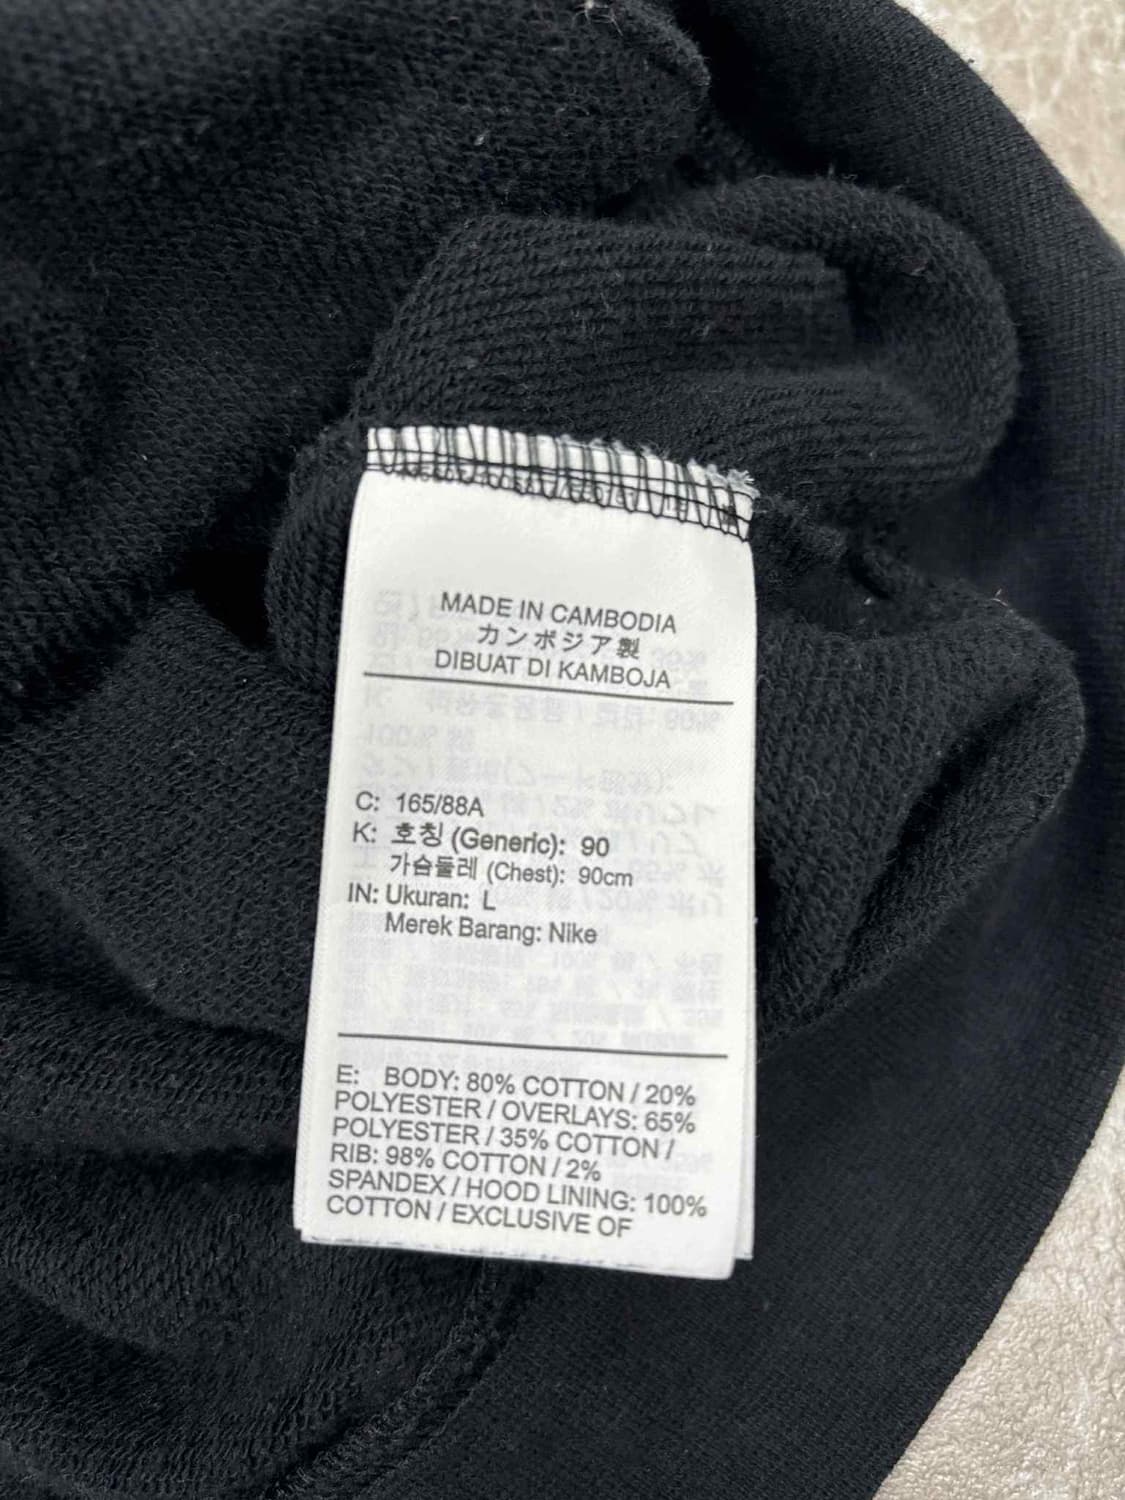 MADE IN CAMBODIA
カンボジア製
DIBUAT DI KAMBOJA
C: 165/88A
K: 호칭 (Generic): 90
가슴둘레 (Chest): 90cm
IN: Ukuran: L
Merek Barang: Nike
E: BODY: 80% COTTON / 20%
POLYESTER / OVERLAYS: 65%
POLYESTER / 35% COTTON /
RIB: 98% COTTON / 2%
SPANDEX / HOOD LINING: 100%
COTTON / EXCLUSIVE OF